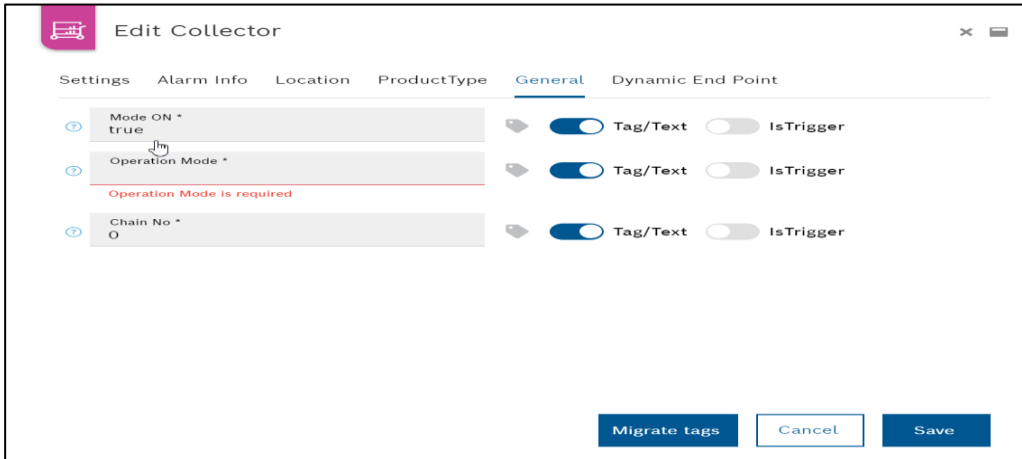 Edit Collector
Settings Alarm Info Location ProductType General Dynamic End Point
Mode ON *
true
Tag/Text IsTrigger
Operation Mode *
Tag/Text IsTrigger
Operation Mode is required
Chain No *
0
Tag/Text IsTrigger
Migrate tags Cancel Save